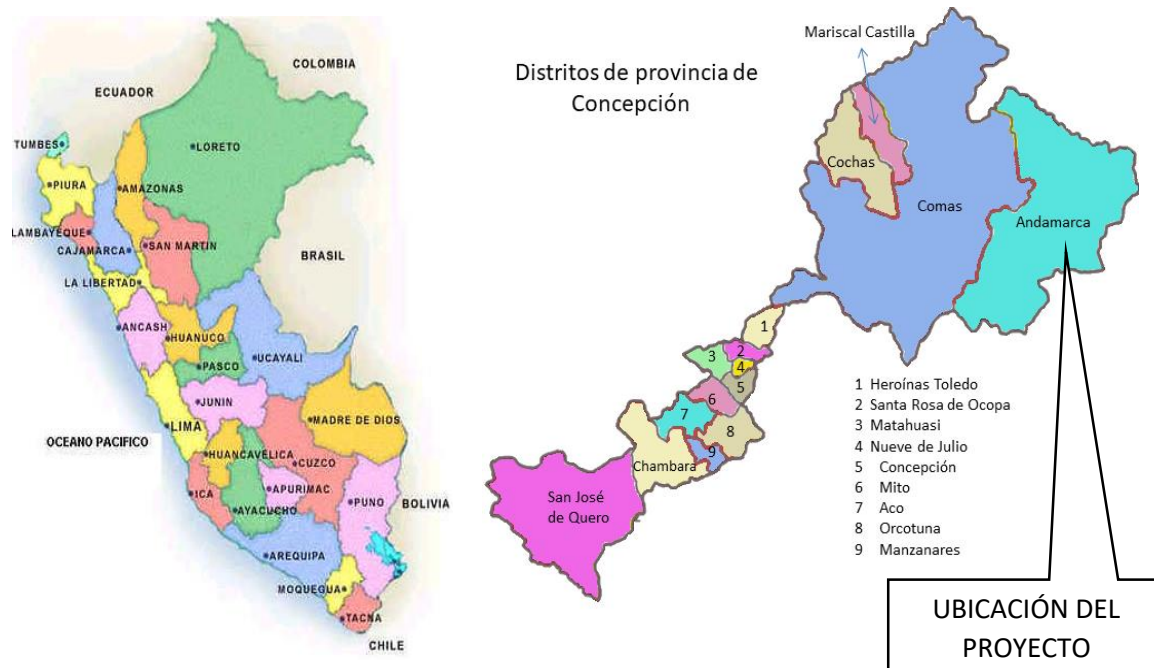 COLOMBIA
ECUADOR
TUMBES
LORETO
PIURA
AMAZONAS
LAMBAYEQUE
CAJAMARCA
SAN MARTIN
BRASIL
LA LIBERTAD
ANCASH
HUANUCO
UCAYALI
PASCO
JUNIN
LIMA
MADRE DE DIOS
OCEANO PACIFICO
HUANCAVELICA
CUZCO
ICA
APURIMAC
PUNO
AYACUCHO
BOLIVIA
AREQUIPA
MOQUEGUA
TACNA
CHILE
Distritos de provincia de
Concepción
Mariscal Castilla
Cochas
Comas
Andamarca
1
2
3
4
5
6
7
8
9
Chambara
San José
de Quero
1 Heroínas Toledo
2 Santa Rosa de Ocopa
3 Matahuasi
4 Nueve de Julio
5 Concepción
6 Mito
7 Aco
8 Orcotuna
9 Manzanares
UBICACIÓN DEL
PROYECTO